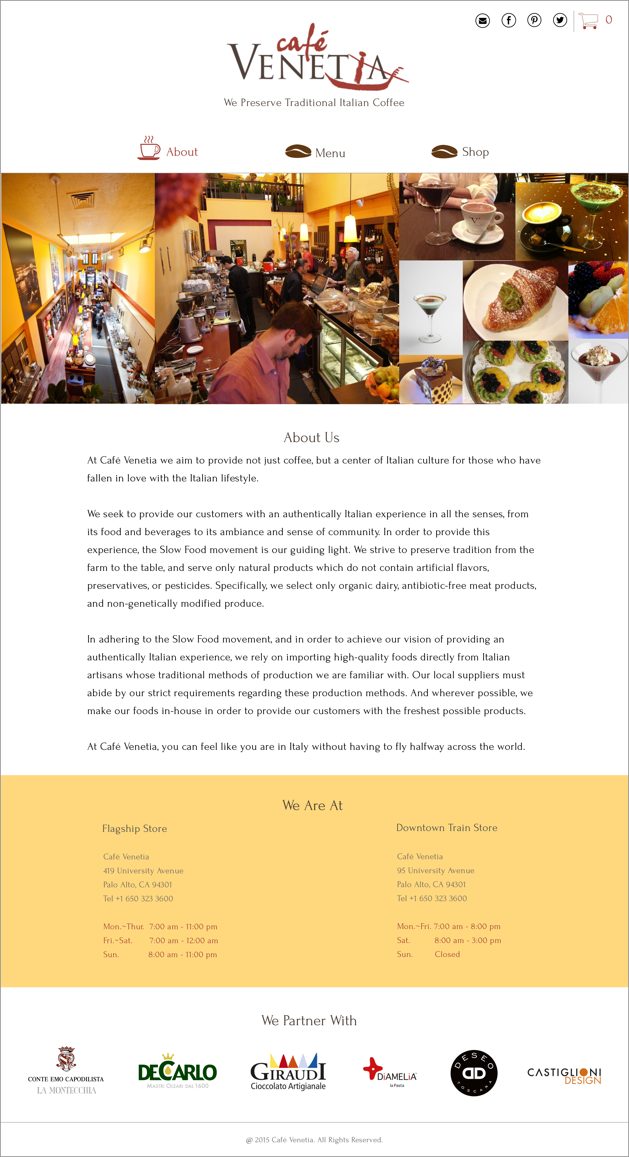 0
café
VENETIA
We Preserve Traditional Italian Coffee
About
Menu
Shop
About Us
At Café Venetia we aim to provide not just coffee, but a center of Italian culture for those who have
fallen in love with the Italian lifestyle.
We seek to provide our customers with an authentically Italian experience in all the senses, from
its food and beverages to its ambiance and sense of community. In order to provide this
experience, the Slow Food movement is our guiding light. We strive to preserve tradition from the
farm to the table, and serve only natural products which do not contain artificial flavors,
preservatives, or pesticides. Specifically, we select only organic dairy, antibiotic-free meat products,
and non-genetically modified produce.
In adhering to the Slow Food movement, and in order to achieve our vision of providing an
authentically Italian experience, we rely on importing high-quality foods directly from Italian
artisans whose traditional methods of production we are familiar with. Our local suppliers must
abide by our strict requirements regarding these production methods. And wherever possible, we
make our foods in-house in order to provide our customers with the freshest possible products.
At Café Venetia, you can feel like you are in Italy without having to fly halfway across the world.
We Are At
Flagship Store
Café Venetia
419 University Avenue
Palo Alto, CA 94301
Tel +1 650 323 3600
Mon.~Thur. 7:00 am - 11:00 pm
Fri.~Sat. 7:00 am - 12:00 am
Sun. 8:00 am - 11:00 pm
Downtown Train Store
Café Venetia
95 University Avenue
Palo Alto, CA 94301
Tel +1 650 323 3600
Mon.~Fri. 7:00 am - 8:00 pm
Sat. 8:00 am - 3:00 pm
Sun. Closed
We Partner With
CONTE EMO CAPODILISTA
LA MONTECCHIA
DECARLO
MASTRI OLEARI DAL 1600
GIRAUDI
Cioccolato Artigianale
DiAMELiA
la Pasta
DESEO
TOSCANA
CASTIGLIONI
DESIGN
@ 2015 Café Venetia. All Rights Reserved.